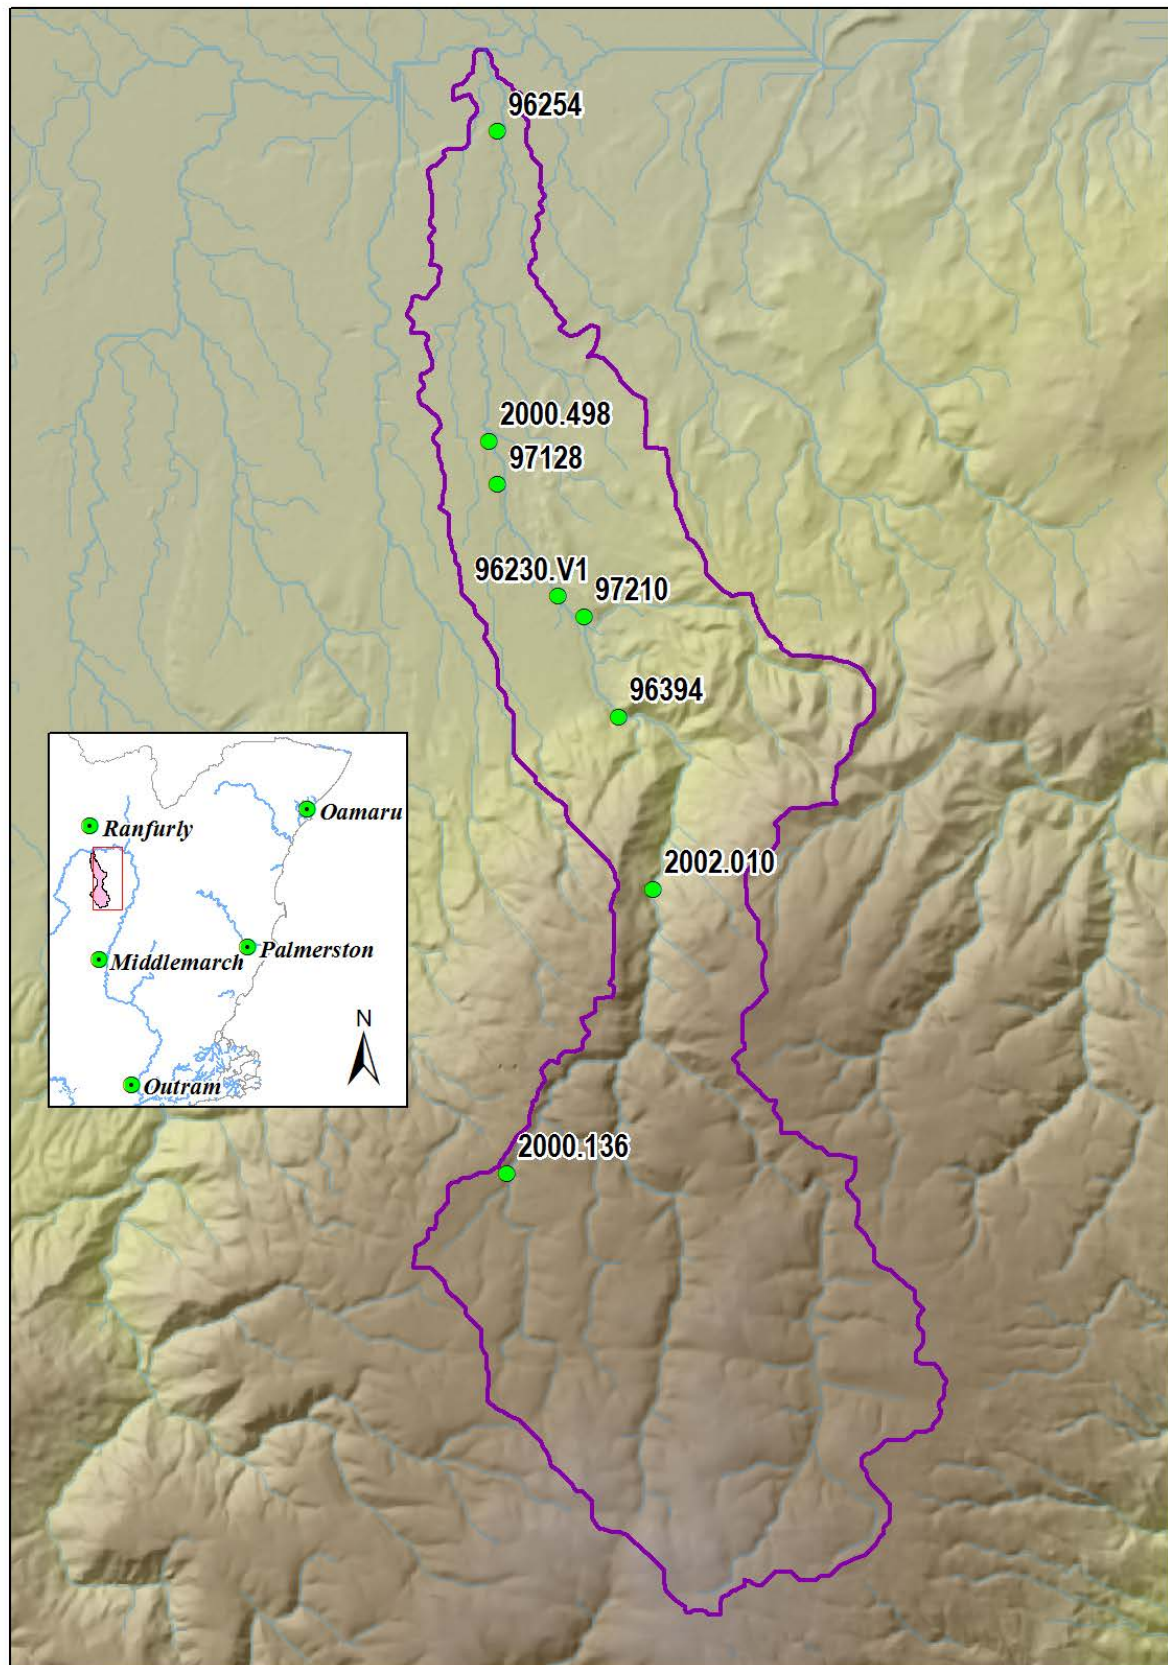 96254
2000.498
97128
96230.V1
97210
96394
2002.010
2000.136
Oamaru
Ranfurly
Palmerston
Middlemarch
N
Outram